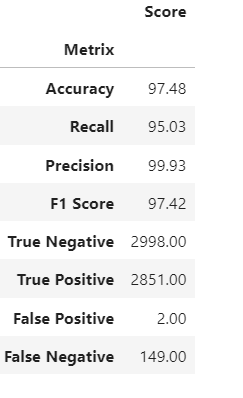 Score
Metrix
Accuracy 97.48
Recall 95.03
Precision 99.93
F1 Score 97.42
True Negative 2998.00
True Positive 2851.00
False Positive 2.00
False Negative 149.00